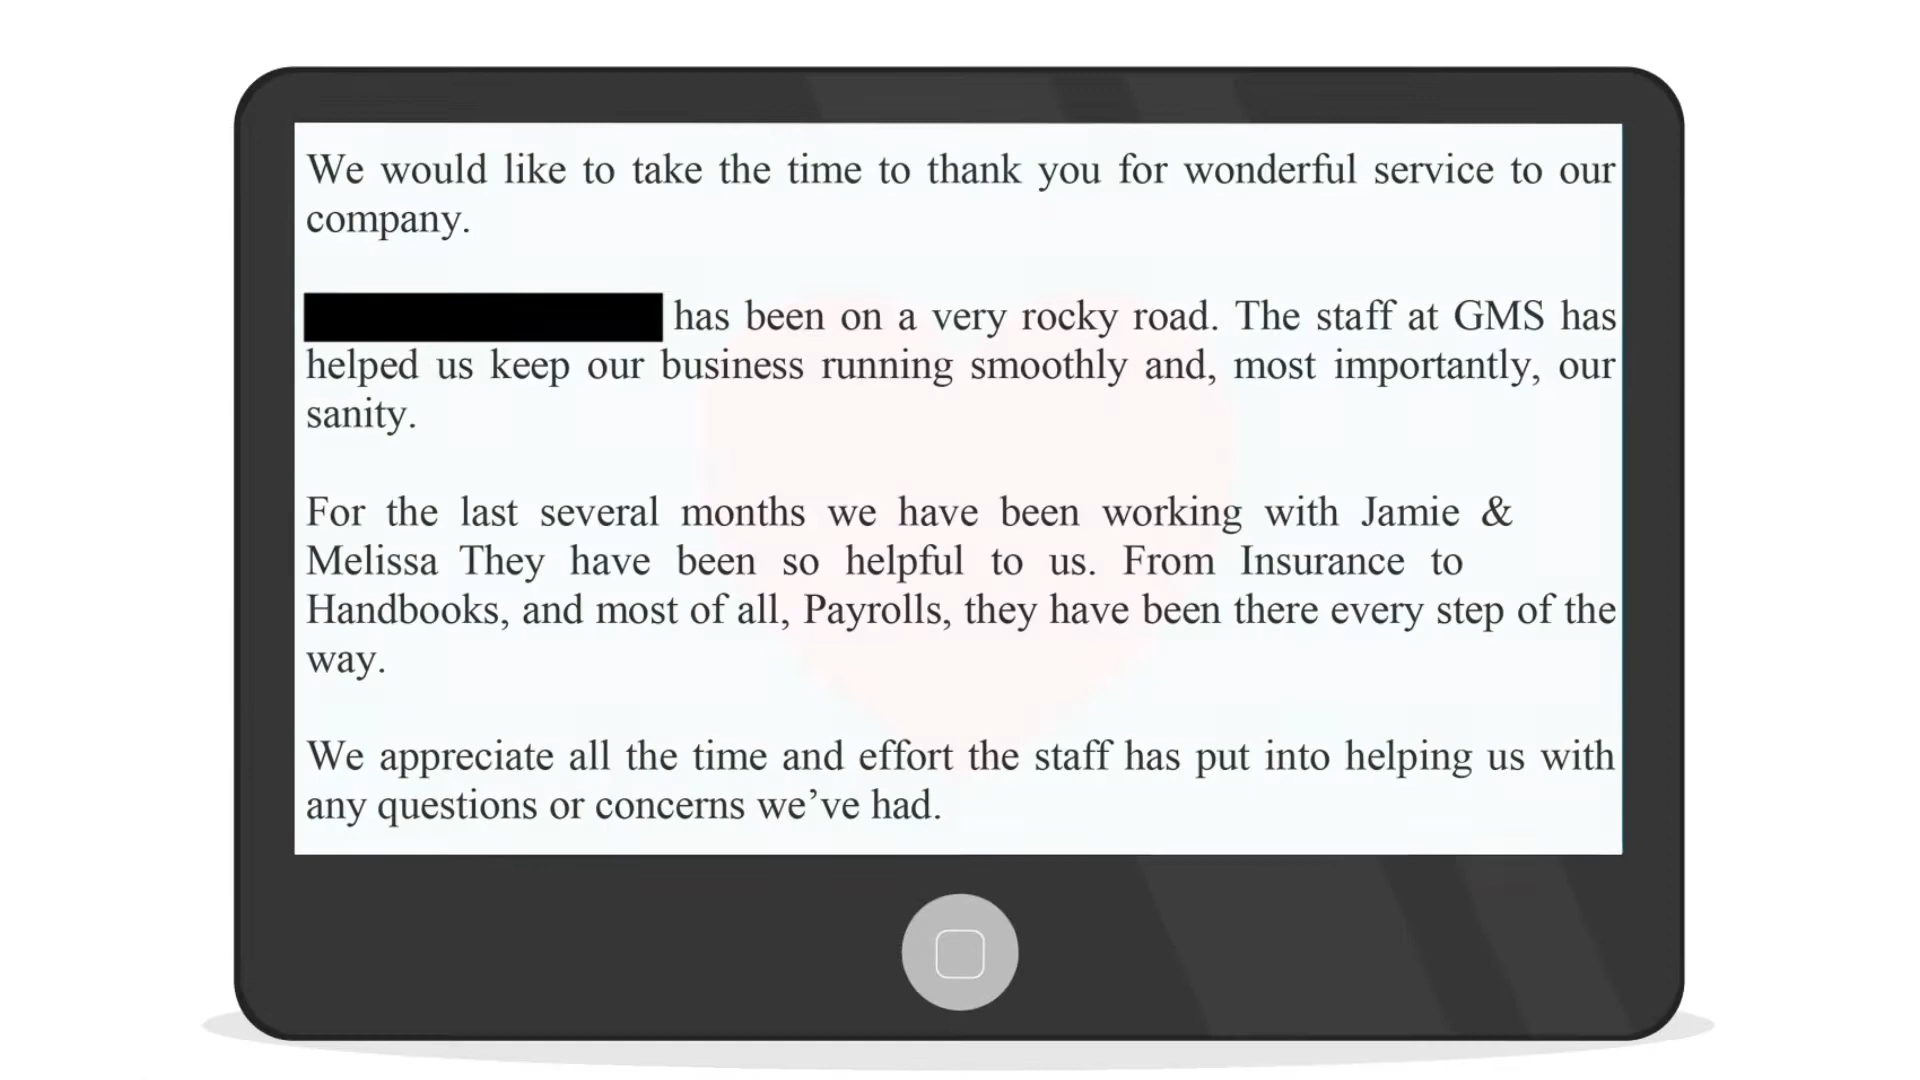 We would like to take the time to thank you for wonderful service to our
company.
has been on a very rocky road. The staff at GMS has
helped us keep our business running smoothly and, most importantly, our
sanity.
For the last several months we have been working with Jamie &
Melissa They have been so helpful to us. From Insurance to
Handbooks, and most of all, Payrolls, they have been there every step of the
way.
We appreciate all the time and effort the staff has put into helping us with
any questions or concerns we’ve had.